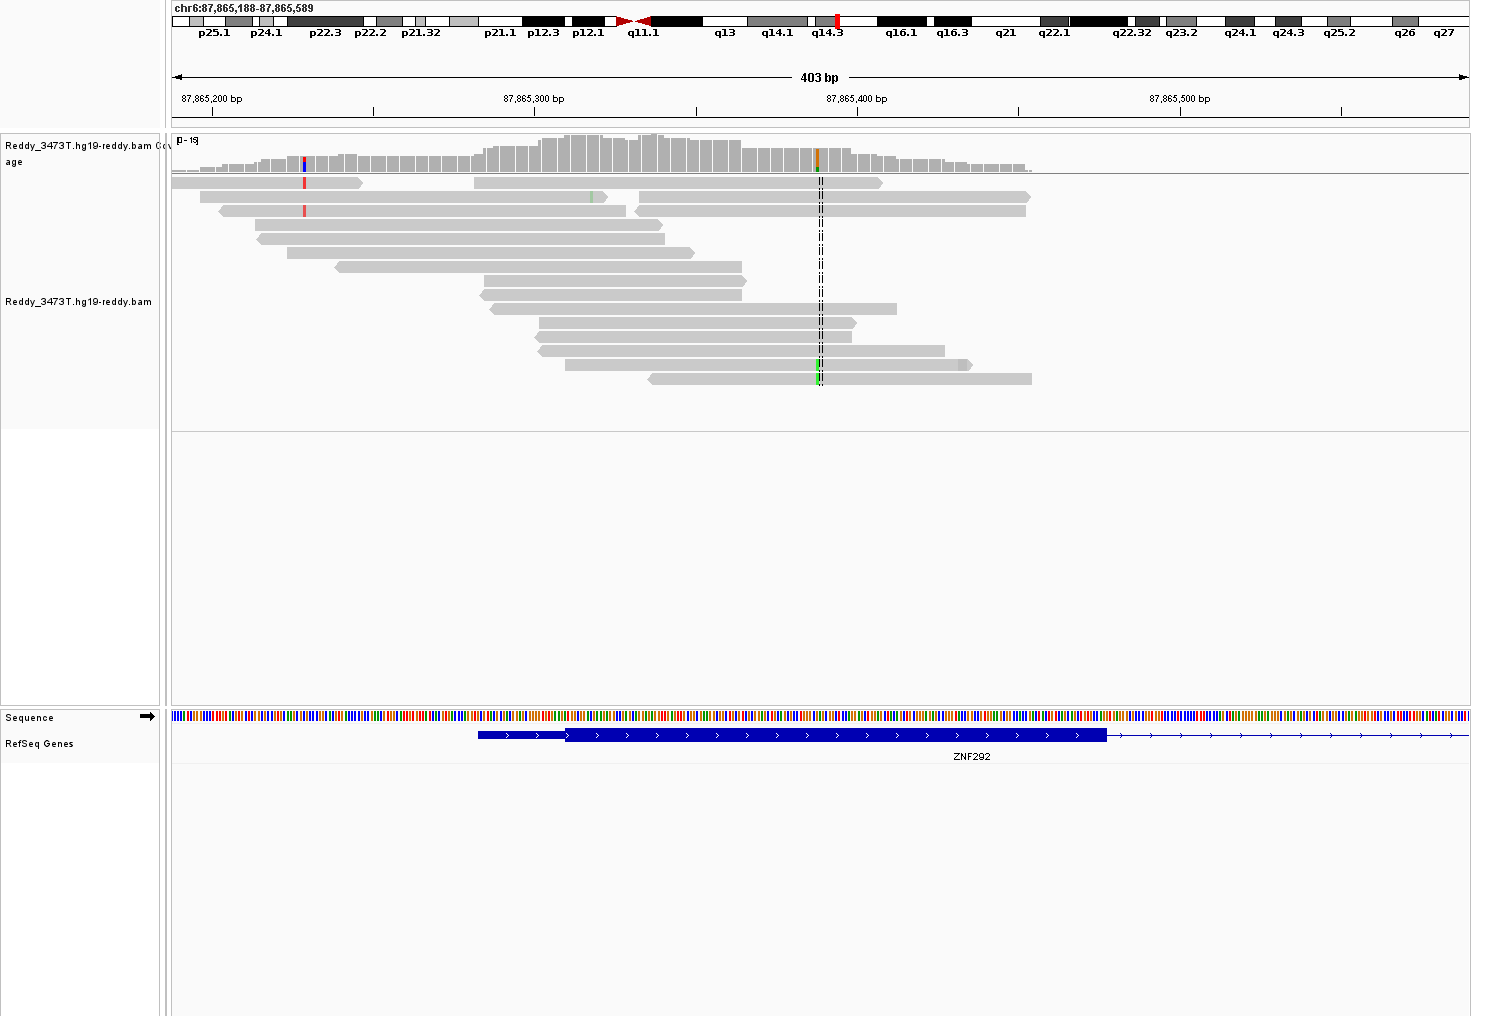 chr6:87,865,188-87,865,589
p25.1 p24.1 p22.3 p22.2 p21.32 p21.1 p12.3 p12.1 q11.1 q13 q14.1 q14.3 q16.1 q16.3 q21 q22.1 q22.32 q23.2 q24.1 q24.3 q25.2 q26 q27
403 bp
87,865,200 bp 87,865,300 bp 87,865,400 bp 87,865,500 bp
Reddy_3473T.hg19-reddy.bam Cov
age
[0 - 19]
Reddy_3473T.hg19-reddy.bam
Sequence
RefSeq Genes
ZNF292